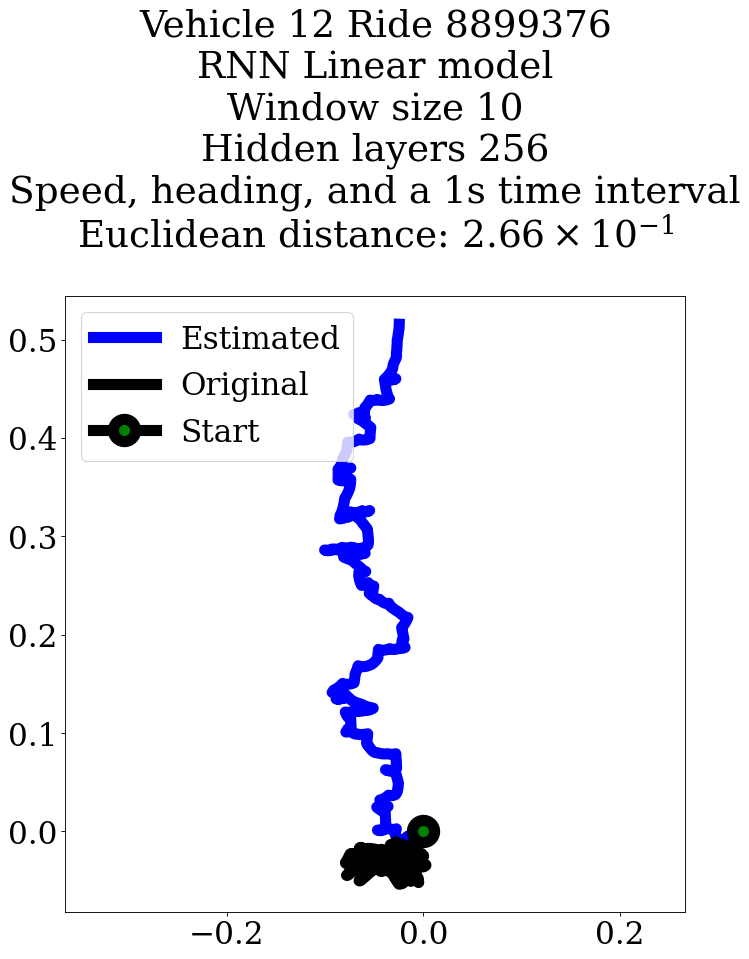 Vehicle 12 Ride 8899376
RNN Linear model
Window size 10
Hidden layers 256
Speed, heading, and a 1s time interval
Euclidean distance: 2.66 × 10⁻¹
Estimated
Original
Start
0.5
0.4
0.3
0.2
0.1
0.0
−0.2
0.0
0.2